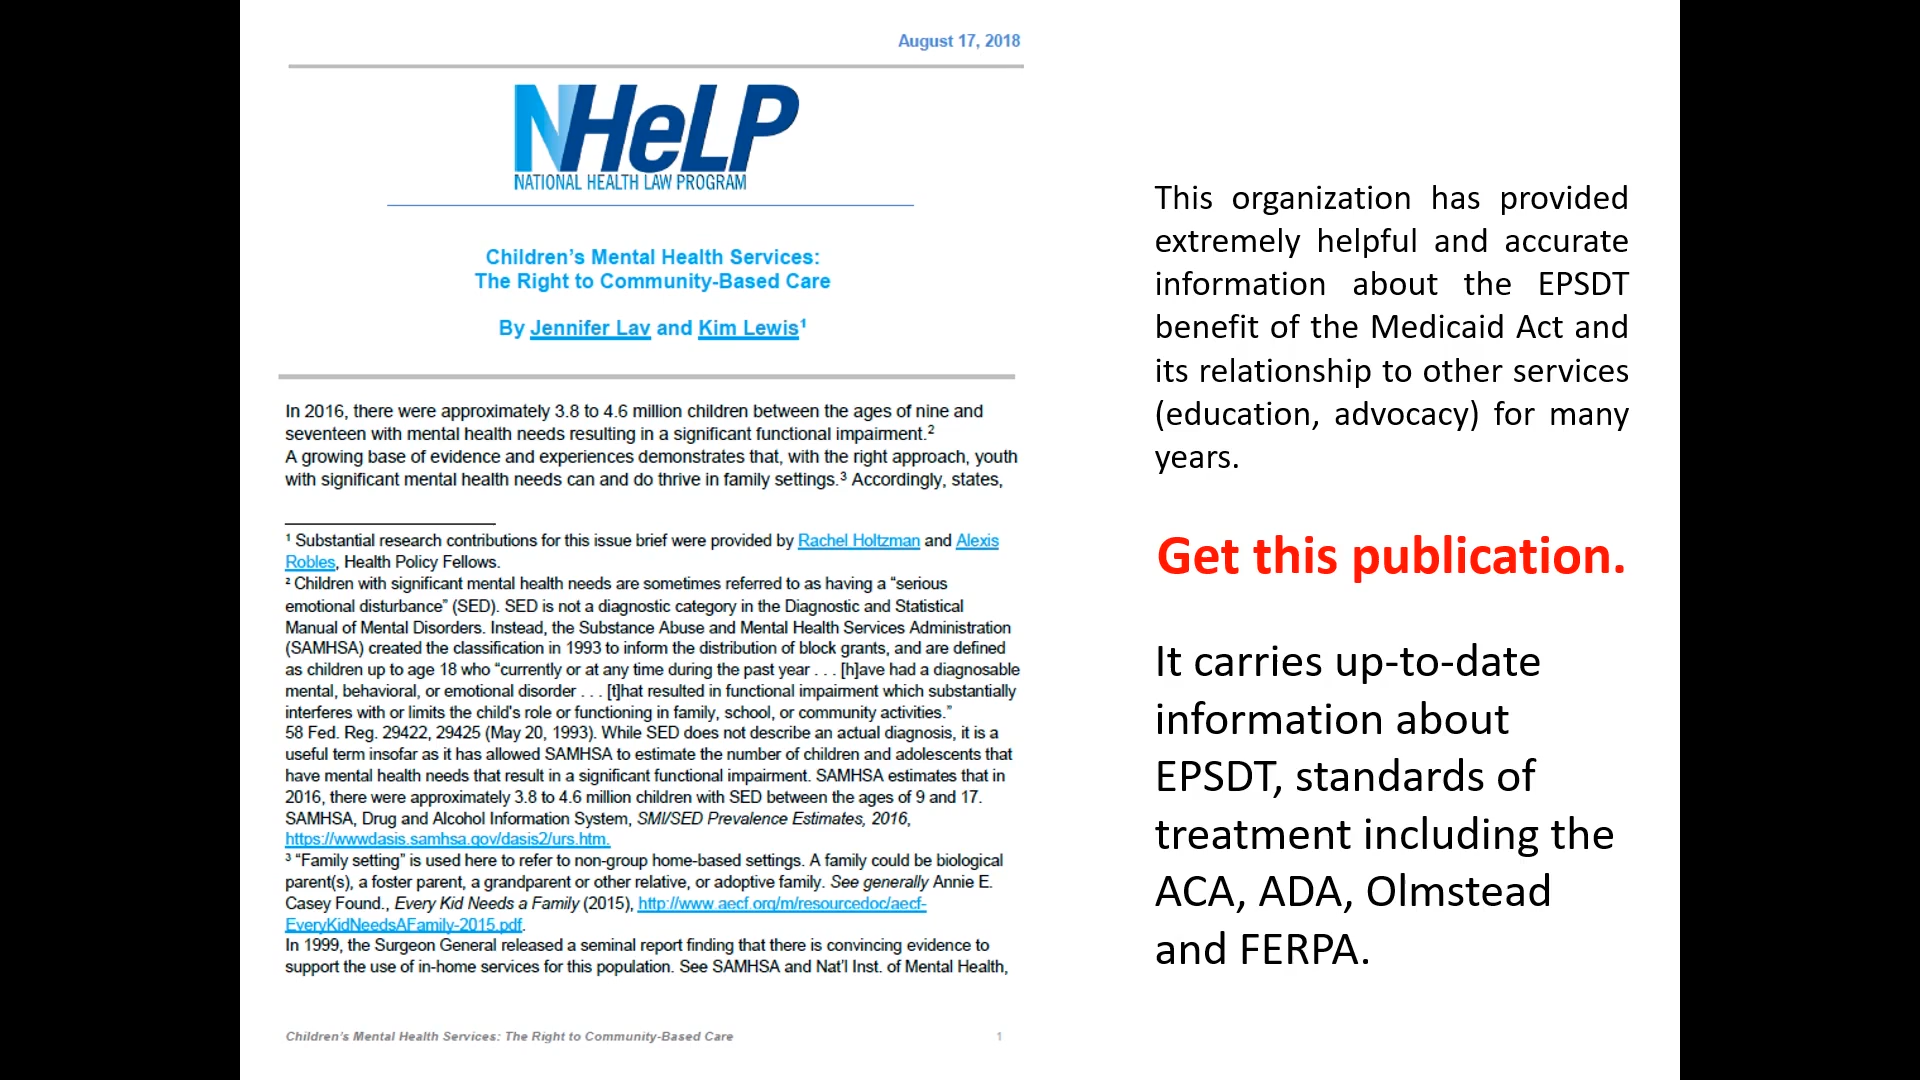 August 17, 2018
NHeLP
NATIONAL HEALTH LAW PROGRAM
Children’s Mental Health Services:
The Right to Community-Based Care
By Jennifer Lav and Kim Lewis¹
In 2016, there were approximately 3.8 to 4.6 million children between the ages of nine and
seventeen with mental health needs resulting in a significant functional impairment.²
A growing base of evidence and experiences demonstrates that, with the right approach, youth
with significant mental health needs can and do thrive in family settings.³ Accordingly, states,
¹ Substantial research contributions for this issue brief were provided by Rachel Holtzman and Alexis
Robles, Health Policy Fellows.
² Children with significant mental health needs are sometimes referred to as having a “serious
emotional disturbance” (SED). SED is not a diagnostic category in the Diagnostic and Statistical
Manual of Mental Disorders. Instead, the Substance Abuse and Mental Health Services Administration
(SAMHSA) created the classification in 1993 to inform the distribution of block grants, and are defined
as children up to age 18 who “currently or at any time during the past year . . . [h]ave had a diagnosable
mental, behavioral, or emotional disorder . . . [t]hat resulted in functional impairment which substantially
interferes with or limits the child's role or functioning in family, school, or community activities.”
58 Fed. Reg. 29422, 29425 (May 20, 1993). While SED does not describe an actual diagnosis, it is a
useful term insofar as it has allowed SAMHSA to estimate the number of children and adolescents that
have mental health needs that result in a significant functional impairment. SAMHSA estimates that in
2016, there were approximately 3.8 to 4.6 million children with SED between the ages of 9 and 17.
SAMHSA, Drug and Alcohol Information System, SMI/SED Prevalence Estimates, 2016,
https://wwwdasis.samhsa.gov/dasis2/urs.htm.
³ “Family setting” is used here to refer to non-group home-based settings. A family could be biological
parent(s), a foster parent, a grandparent or other relative, or adoptive family. See generally Annie E.
Casey Found., Every Kid Needs a Family (2015), http://www.aecf.org/m/resourcedoc/aecf-
EveryKidNeedsAFamily-2015.pdf.
In 1999, the Surgeon General released a seminal report finding that there is convincing evidence to
support the use of in-home services for this population. See SAMHSA and Nat’l Inst. of Mental Health,
Children’s Mental Health Services: The Right to Community-Based Care 1
This organization has provided
extremely helpful and accurate
information about the EPSDT
benefit of the Medicaid Act and
its relationship to other services
(education, advocacy) for many
years.
Get this publication.
It carries up-to-date
information about
EPSDT, standards of
treatment including the
ACA, ADA, Olmstead
and FERPA.